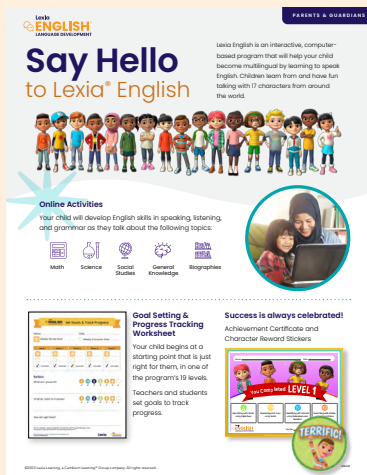 PARENTS & GUARDIANS
Lexia
ENGLISH
LANGUAGE DEVELOPMENT
Say Hello
to Lexia® English
Lexia English is an interactive, computer-
based program that will help your child
become multilingual by learning to speak
English. Children learn from and have fun
talking with 17 characters from around
the world.
Online Activities
Your child will develop English skills in speaking, listening,
and grammar as they talk about the following topics:
Math
Science
Social
Studies
General
Knowledge
Biographies
Goal Setting &
Progress Tracking
Worksheet
Your child begins at a
starting point that is just
right for them, in one of
the program's 19 levels.
Teachers and students
set goals to track
progress.
Success is always celebrated!
Achievement Certificate and
Character Reward Stickers
Set Goals & Track Progress
You Completed LEVEL 1
TERRIFIC!
Lexia Learning, a Cambium Learning® Group company. All rights reserved.